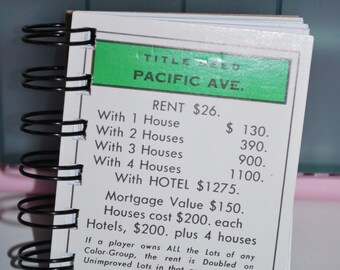 TITLE DEED
PACIFIC AVE.
RENT $26.
With 1 House $ 130.
With 2 Houses 390.
With 3 Houses 900.
With 4 Houses 1100.
With HOTEL $1275.
Mortgage Value $150.
Houses cost $200. each
Hotels, $200. plus 4 houses
If a player owns ALL the Lots of any
Color-Group, the rent is Doubled on
Unimproved Lots in that